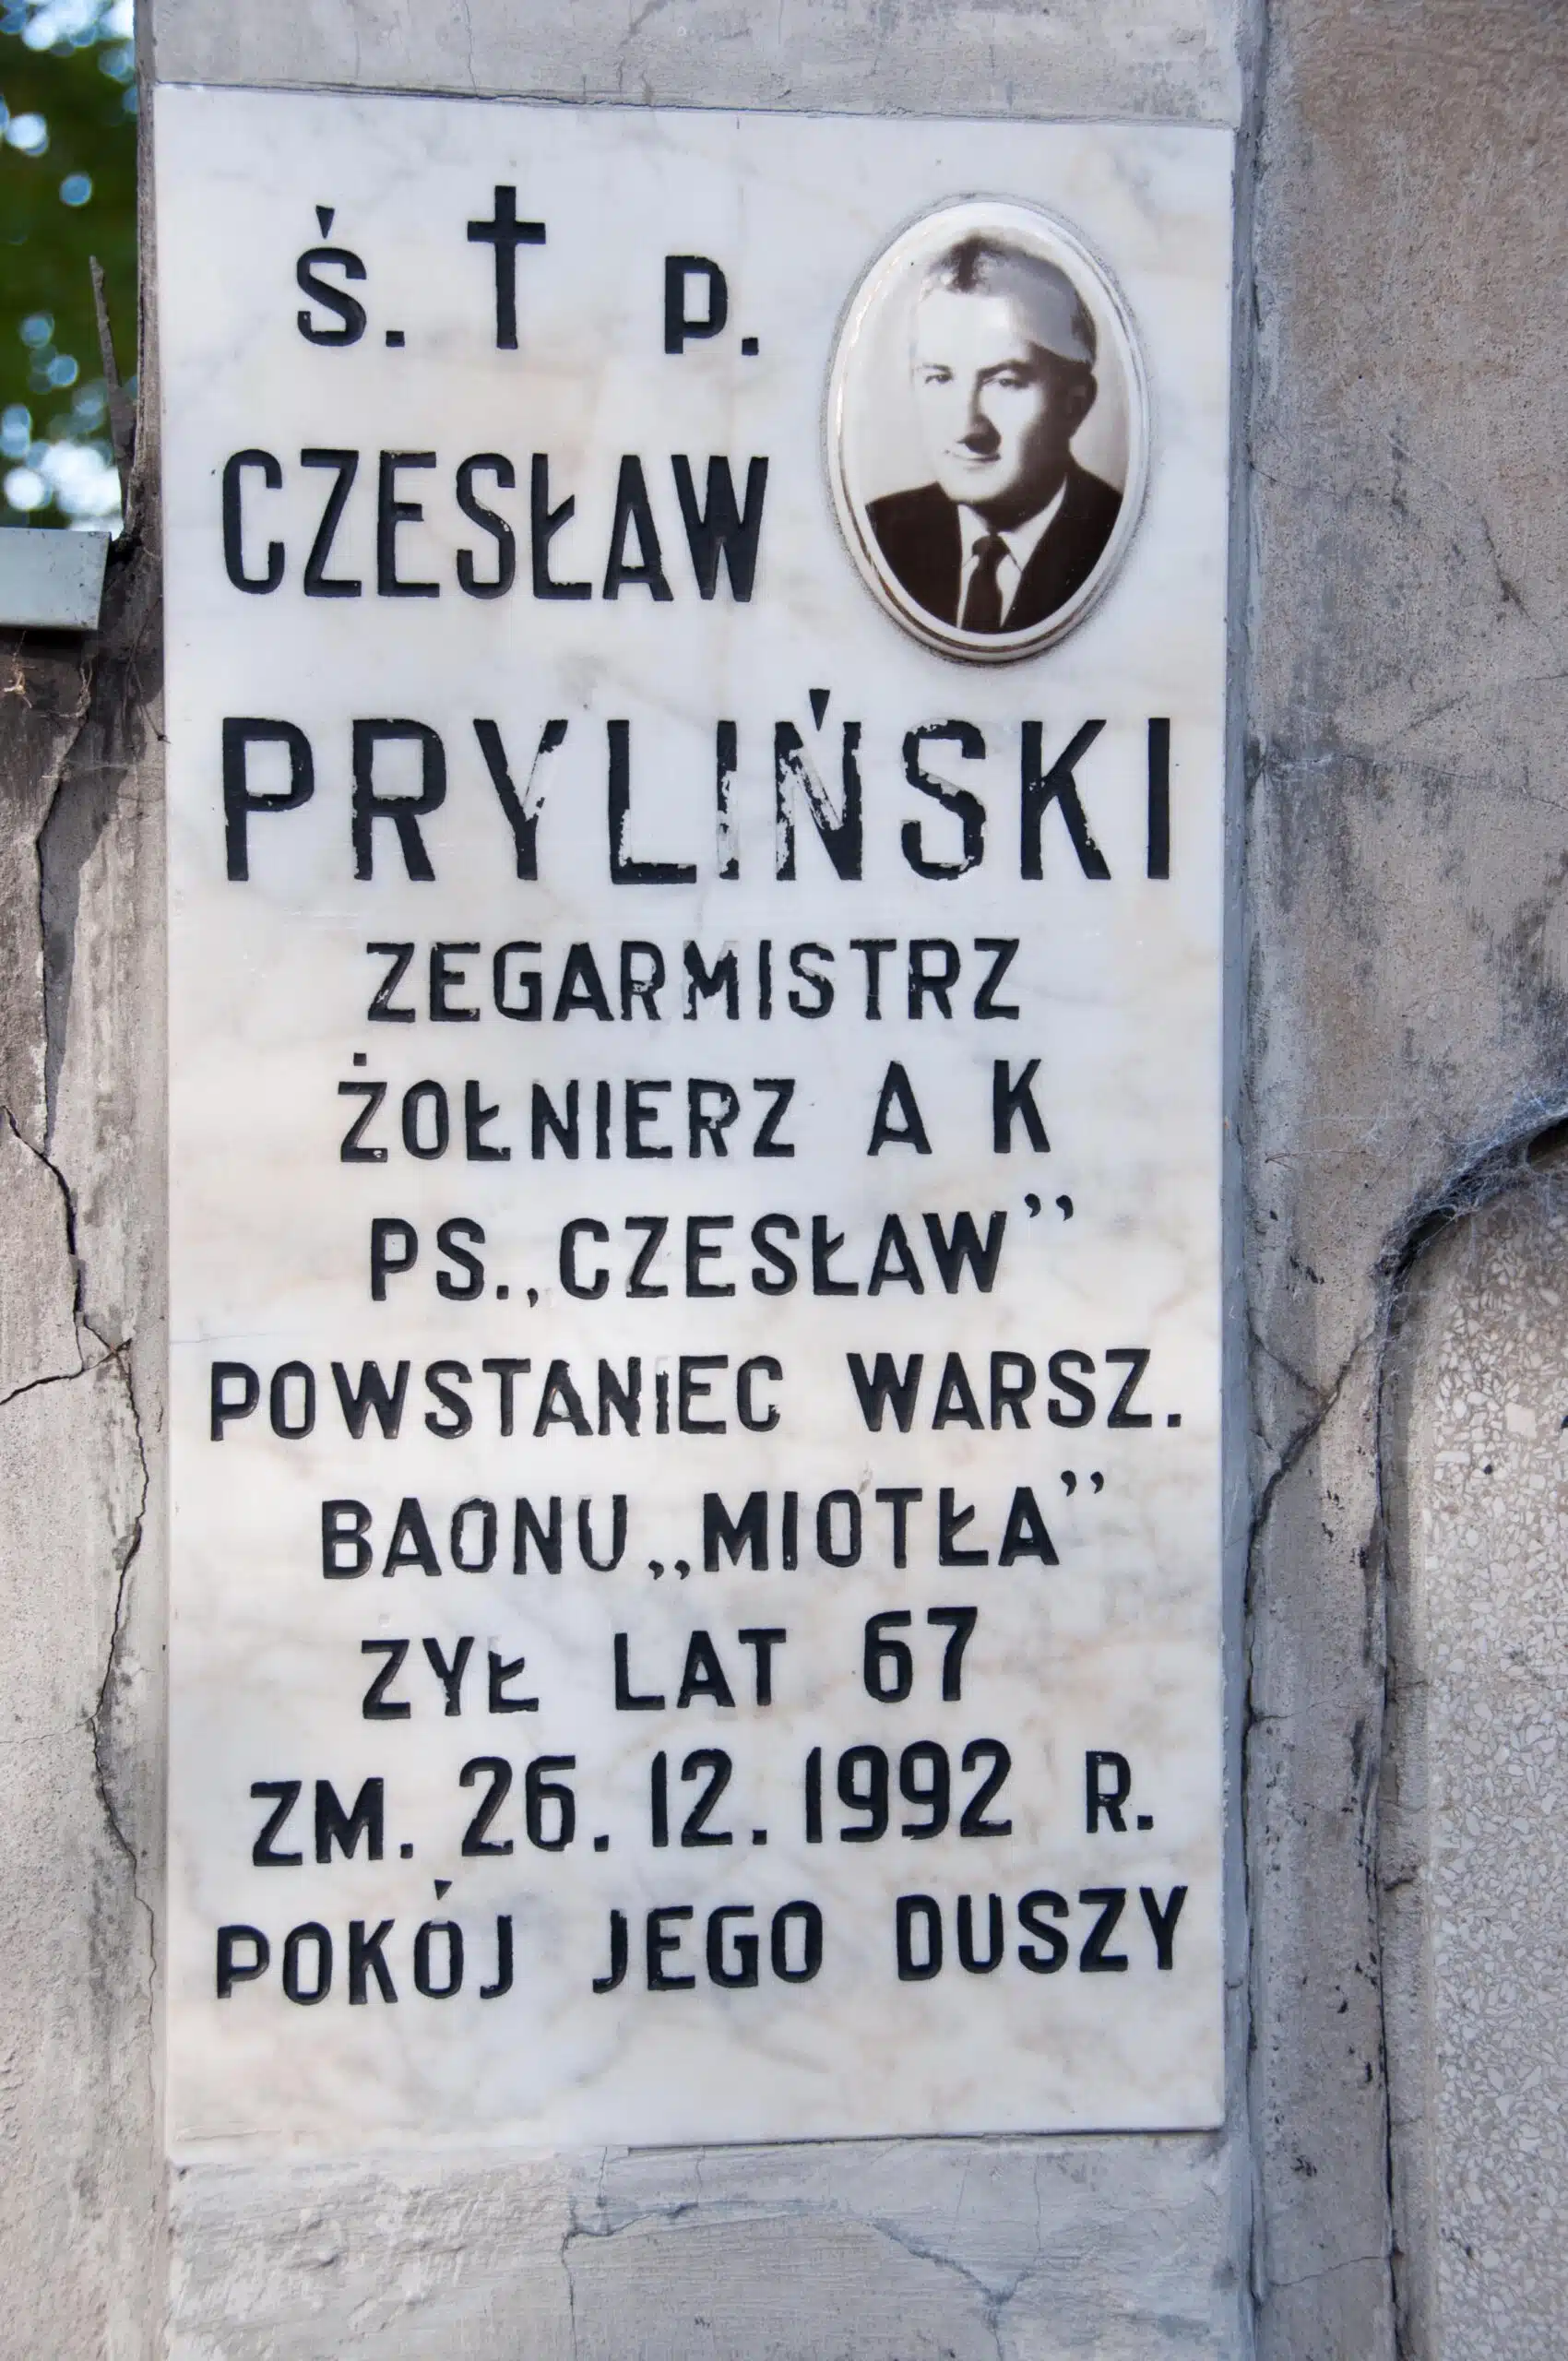 Ś. † P.
CZESŁAW
PRYLIŃSKI
ZEGARMISTRZ
ŻOŁNIERZ A K
PS. „CZESŁAW”
POWSTANIEC WARSZ.
BAONU „MIOTŁA”
ZYŁ LAT 67
ZM. 26. 12. 1992 R.
POKÓJ JEGO DUSZY